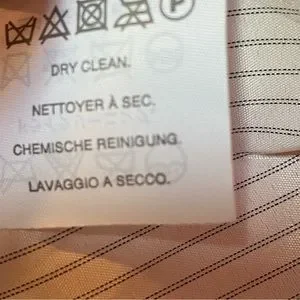 DRY CLEAN.
NETTOYER À SEC.
CHEMISCHE REINIGUNG
LAVAGGIO A SECCO.